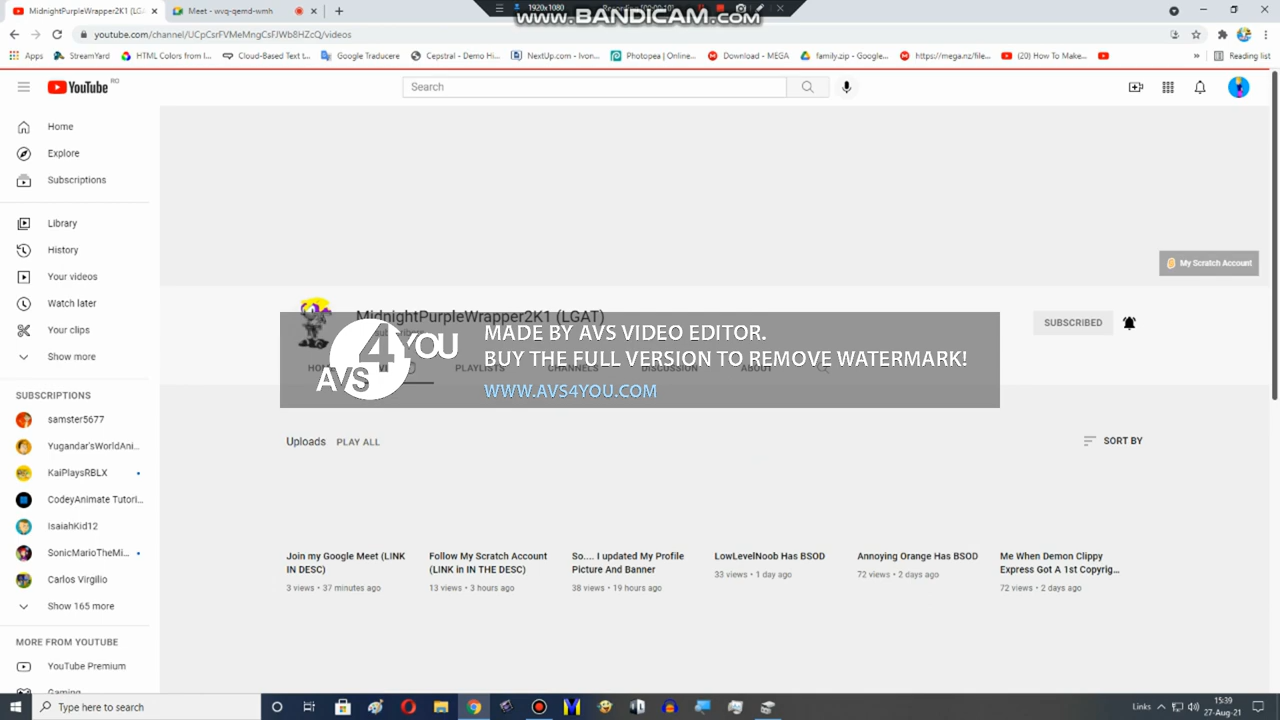 MidnightPurpleWrapper2K1 (LGA
Meet - wvq-qemd-wmh
1920x1080
Recording [00:00:10]
www.BANDICAM.com
youtube.com/channel/UCpCsrFVMeMngCsFJWb8HZcQ/videos
Apps
StreamYard
HTML Colors from I...
Cloud-Based Text t...
Google Traducere
Cepstral - Demo Hi...
NextUp.com - Ivon...
Photopea | Online...
Download - MEGA
family.zip - Google...
https://mega.nz/file...
(20) How To Make...
Reading list
YouTube RO
Search
Home
Explore
Subscriptions
Library
History
Your videos
Watch later
Your clips
Show more
SUBSCRIPTIONS
samster5677
Yugandar'sWorldAni...
KaiPlaysRBLX
CodeyAnimate Tutori...
IsaiahKid12
SonicMarioTheMi...
Carlos Virgilio
Show 165 more
MORE FROM YOUTUBE
YouTube Premium
Gaming
My Scratch Account
MidnightPurpleWrapper2K1 (LGAT)
SUBSCRIBED
AVS4YOU
MADE BY AVS VIDEO EDITOR.
BUY THE FULL VERSION TO REMOVE WATERMARK!
WWW.AVS4YOU.COM
PLAYLISTS
CHANNELS
DISCUSSION
ABOUT
Uploads
PLAY ALL
SORT BY
Join my Google Meet (LINK
IN DESC)
3 views • 37 minutes ago
Follow My Scratch Account
(LINK in IN THE DESC)
13 views • 3 hours ago
So.... I updated My Profile
Picture And Banner
38 views • 19 hours ago
LowLevelNoob Has BSOD
33 views • 1 day ago
Annoying Orange Has BSOD
72 views • 2 days ago
Me When Demon Clippy
Express Got A 1st Copyrig...
72 views • 2 days ago
Type here to search
Links
15:39
27-Aug-21